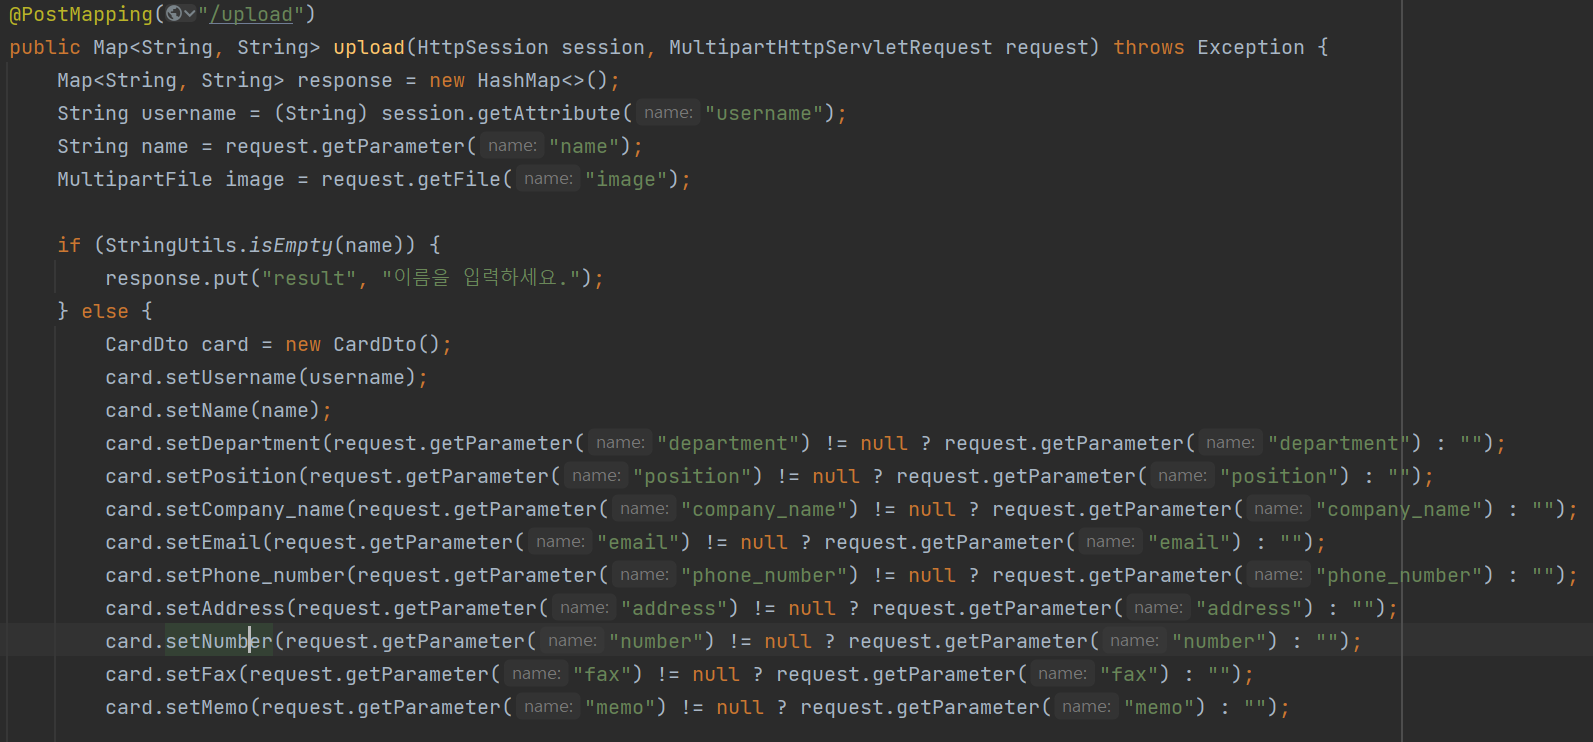 @PostMapping("/upload")
public Map<String, String> upload(HttpSession session, MultipartHttpServletRequest request) throws Exception {
    Map<String, String> response = new HashMap<>();
    String username = (String) session.getAttribute( name: "username");
    String name = request.getParameter( name: "name");
    MultipartFile image = request.getFile( name: "image");

    if (StringUtils.isEmpty(name)) {
        response.put("result", "이름을 입력하세요.");
    } else {
        CardDto card = new CardDto();
        card.setUsername(username);
        card.setName(name);
        card.setDepartment(request.getParameter( name: "department") != null ? request.getParameter( name: "department") : "");
        card.setPosition(request.getParameter( name: "position") != null ? request.getParameter( name: "position") : "");
        card.setCompany_name(request.getParameter( name: "company_name") != null ? request.getParameter( name: "company_name") : "");
        card.setEmail(request.getParameter( name: "email") != null ? request.getParameter( name: "email") : "");
        card.setPhone_number(request.getParameter( name: "phone_number") != null ? request.getParameter( name: "phone_number") : "");
        card.setAddress(request.getParameter( name: "address") != null ? request.getParameter( name: "address") : "");
        card.setNumber(request.getParameter( name: "number") != null ? request.getParameter( name: "number") : "");
        card.setFax(request.getParameter( name: "fax") != null ? request.getParameter( name: "fax") : "");
        card.setMemo(request.getParameter( name: "memo") != null ? request.getParameter( name: "memo") : "");